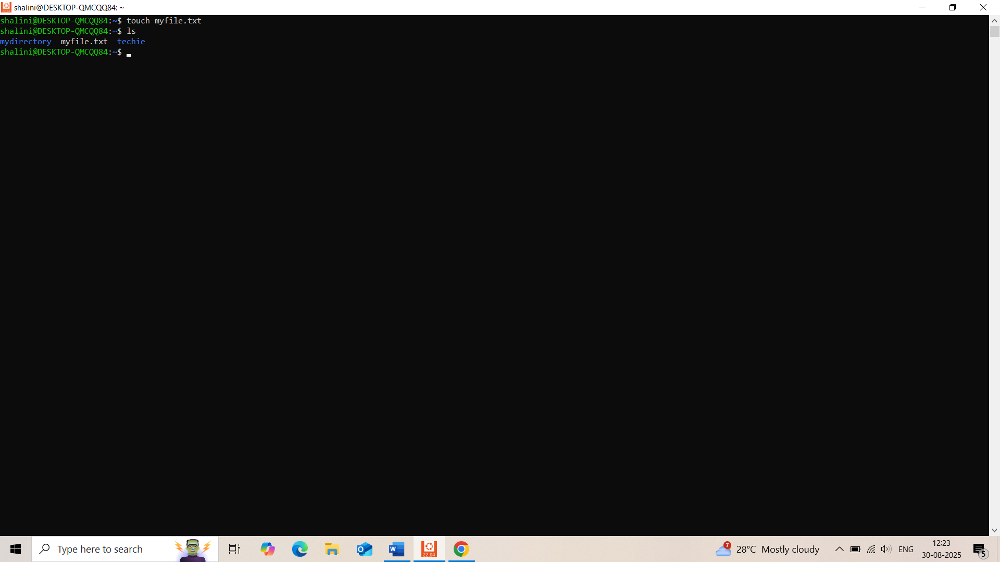 shalini@DESKTOP-QMCQQ84: ~
shalini@DESKTOP-QMCQQ84:~$ touch myfile.txt
shalini@DESKTOP-QMCQQ84:~$ ls
mydirectory  myfile.txt  techie
shalini@DESKTOP-QMCQQ84:~$
Type here to search
W
22.04
7
28°C Mostly cloudy
ENG
12:23
30-08-2025
5